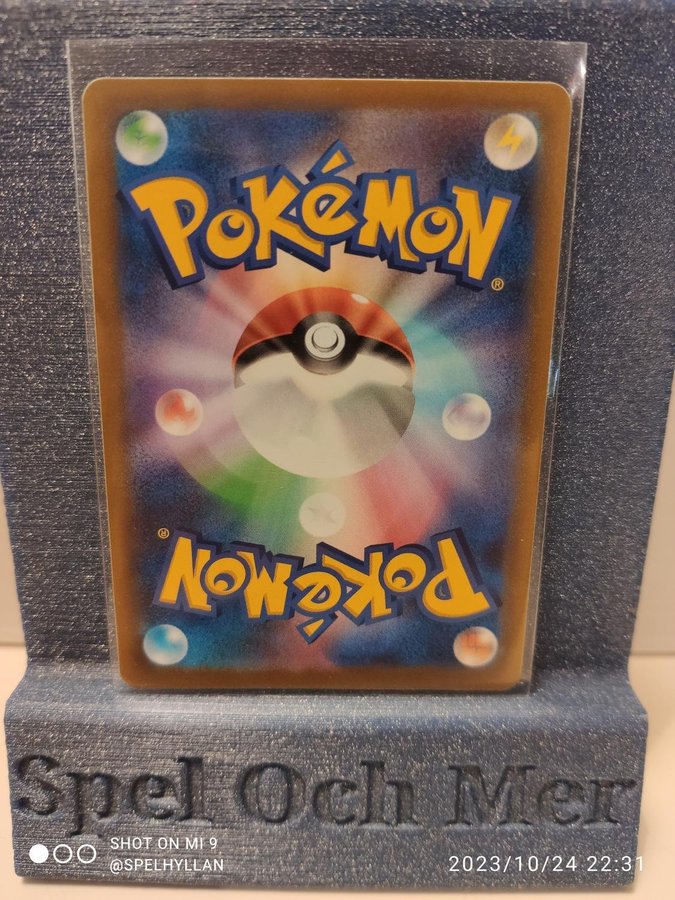 POKéMON
®
®
POKéMON
Spel Och Mer
SHOT ON MI 9
@SPELHYLLAN
2023/10/24 22:31